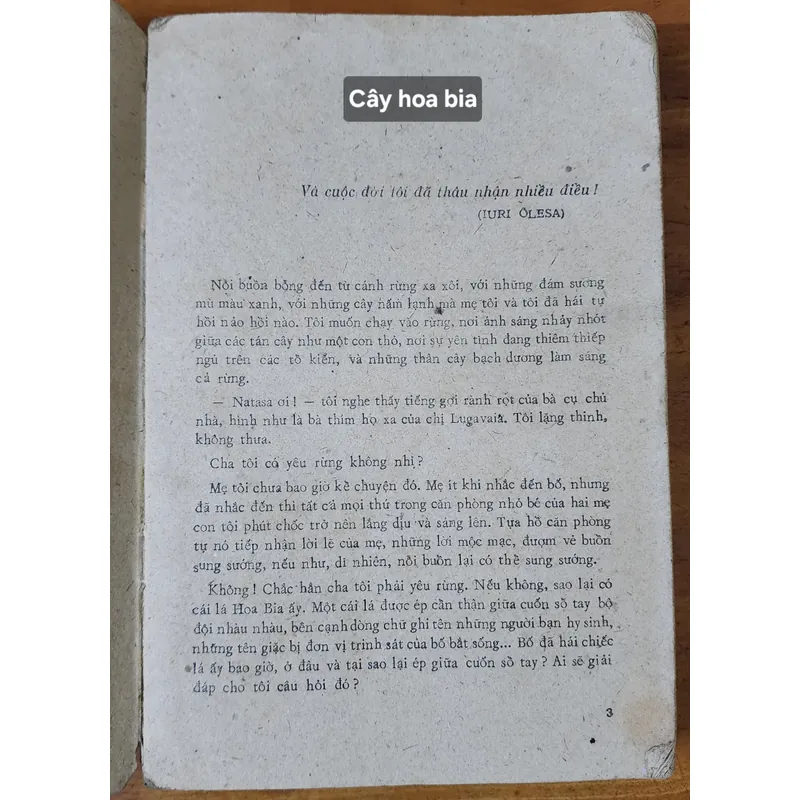 Cây hoa bia
Và cuộc đời tôi đã thâu nhận nhiều điều !
(IURI ÔLESA)
Nỗi buồn bỗng đến từ cánh rừng xa xôi, với những đám sương
mù màu xanh, với những cây nấm lạnh mà mẹ tôi và tôi đã hái tự
hồi nảo hồi nào. Tôi muốn chạy vào rừng, nơi ảnh sáng nhảy nhót
giữa các tán cây như một con thỏ, nơi sự yên tĩnh đang thiêm thiếp
ngủ trên các tổ kiến, và những thân cây bạch dương làm sáng
cả rừng.
— Natasa ơi ! — tôi nghe thấy tiếng gọi rành rọt của bà cụ chủ
nhà, hình như là bà thím họ xa của chị Lugavaia. Tôi lặng thinh,
không thưa.
Cha tôi có yêu rừng không nhỉ ?
Mẹ tôi chưa bao giờ kể chuyện đó. Mẹ ít khi nhắc đến bố, nhưng
đã nhắc đến thì tất cả mọi thứ trong căn phòng nhỏ bé của hai mẹ
con tôi phút chốc trở nên lắng dịu và sáng lên. Tựa hồ căn phòng
tự nó tiếp nhận lời lẽ của mẹ, những lời mộc mạc, đượm vẻ buồn
sung sướng, nếu như, dĩ nhiên, nỗi buồn lại có thể sung sướng.
Không ! Chắc hẳn cha tôi phải yêu rừng. Nếu không, sao lại có
cái lá Hoa Bia ấy. Một cái lá được ép cẩn thận giữa cuốn sổ tay bộ
đội nhàu nhàu, bên cạnh dòng chữ ghi tên những người bạn hy sinh,
những tên giặc bị đơn vị trinh sát của bố bắt sống... Bố đã hái chiếc
lá ấy bao giờ, ở đâu và tại sao lại ép giữa cuốn sổ tay ? Ai sẽ giải
đáp cho tôi câu hỏi đó ?
3